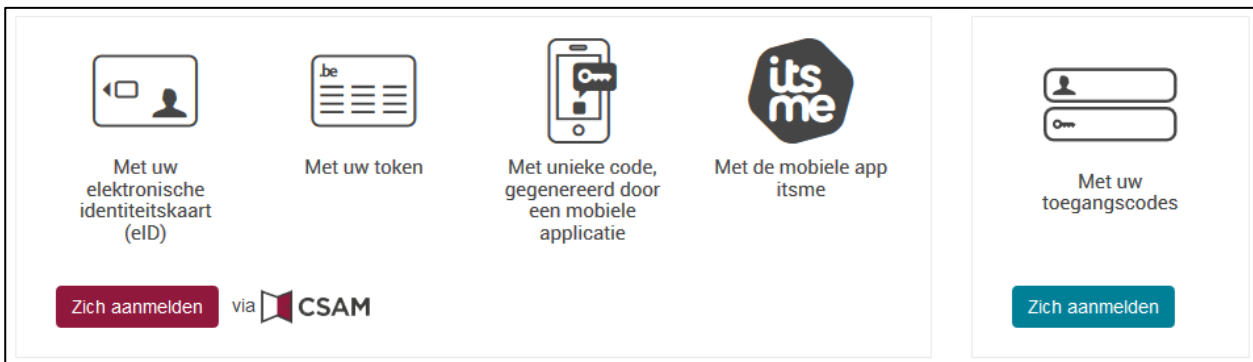 .be
its
me
Met uw
elektronische
identiteitskaart
(eID)
Met uw token
Met unieke code,
gegenereerd door
een mobiele
applicatie
Met de mobiele app
itsme
Met uw
toegangscodes
Zich aanmelden via CSAM
Zich aanmelden